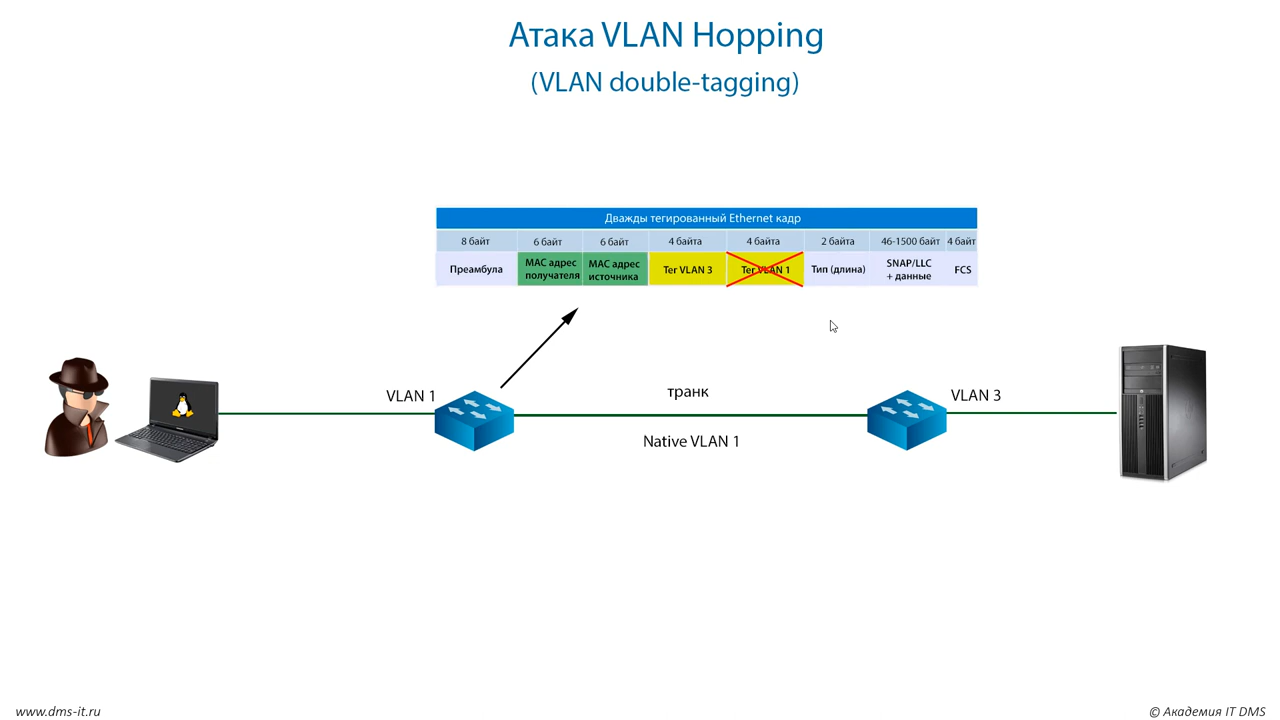 Атака VLAN Hopping
(VLAN double-tagging)
Дважды тегированный Ethernet кадр
8 байт 6 байт 6 байт 4 байта 4 байта 2 байта 46-1500 байт 4 байт
Преамбула
MAC адрес
получателя
MAC адрес
источника
Тег VLAN 3
Тег VLAN 1
Тип (длина)
SNAP/LLC
+ данные
FCS
VLAN 1
транк
VLAN 3
Native VLAN 1
www.dms-it.ru
© Академия IT DMS